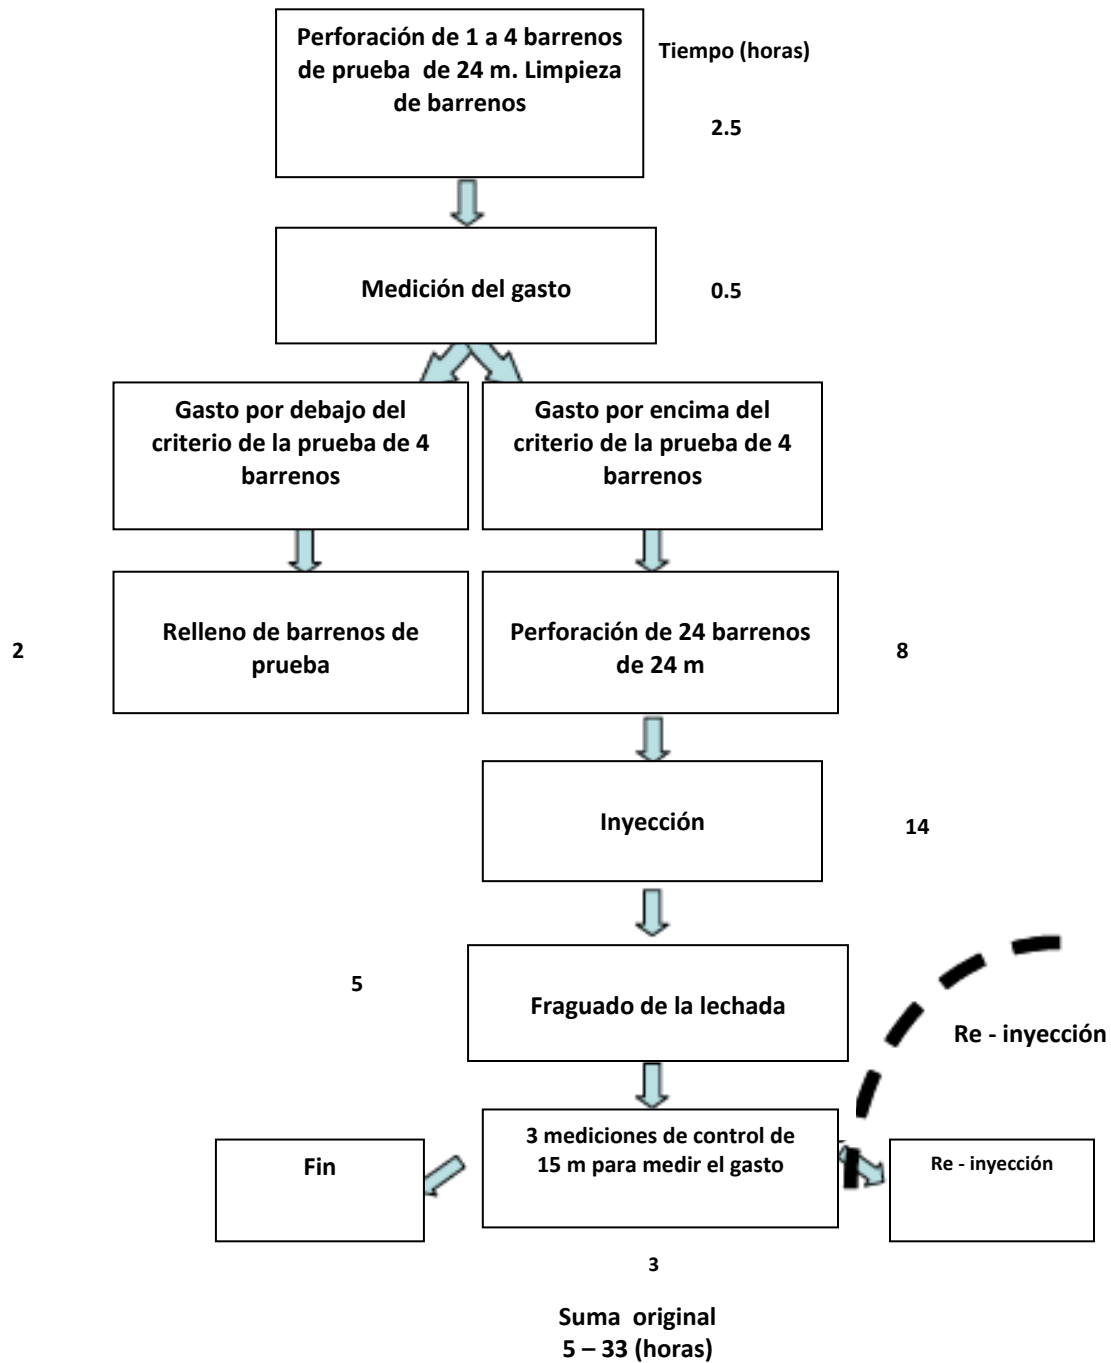 Perforación de 1 a 4 barrenos
de prueba de 24 m. Limpieza
de barrenos
Tiempo (horas)
2.5
Medición del gasto
0.5
Gasto por debajo del
criterio de la prueba de 4
barrenos
Gasto por encima del
criterio de la prueba de 4
barrenos
2
Relleno de barrenos de
prueba
Perforación de 24 barrenos
de 24 m
8
Inyección
14
5
Fraguado de la lechada
Re - inyección
Fin
3 mediciones de control de
15 m para medir el gasto
Re - inyección
3
Suma original
5 – 33 (horas)